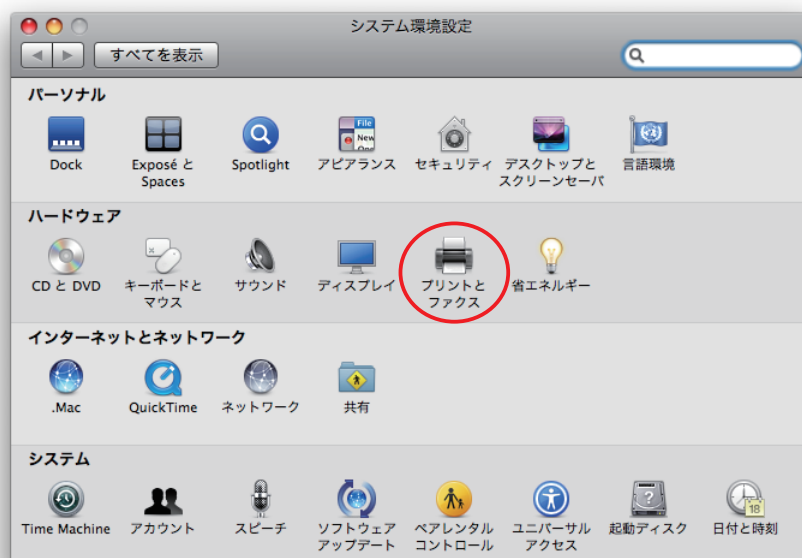 システム環境設定
すべてを表示
パーソナル
Dock
Exposé と
Spaces
Spotlight
File
New
アピアランス
セキュリティ
デスクトップと
スクリーンセーバ
言語環境
ハードウェア
CD と DVD
キーボードと
マウス
サウンド
ディスプレイ
プリントと
ファクス
省エネルギー
インターネットとネットワーク
.Mac
QuickTime
ネットワーク
共有
システム
Time Machine
アカウント
スピーチ
ソフトウェア
アップデート
ペアレンタル
コントロール
ユニバーサル
アクセス
?
起動ディスク
18
日付と時刻